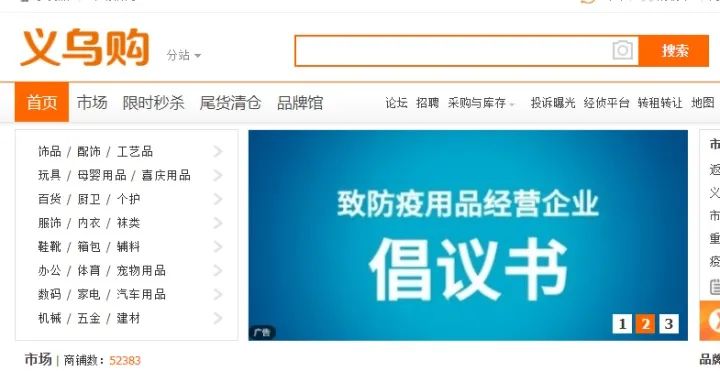 义乌购
分站
搜索
首页 市场 限时秒杀 尾货清仓 品牌馆 论坛 招聘 采购与库存 投诉曝光 经侦平台 转租转让 地图
饰品 / 配饰 / 工艺品
玩具 / 母婴用品 / 喜庆用品
百货 / 厨卫 / 个护
服饰 / 内衣 / 袜类
鞋靴 / 箱包 / 辅料
办公 / 体育 / 宠物用品
数码 / 家电 / 汽车用品
机械 / 五金 / 建材
致防疫用品经营企业
倡议书
广告
1 2 3
市
返
义
市
重
疫
市场 | 商铺数：52383
品牌